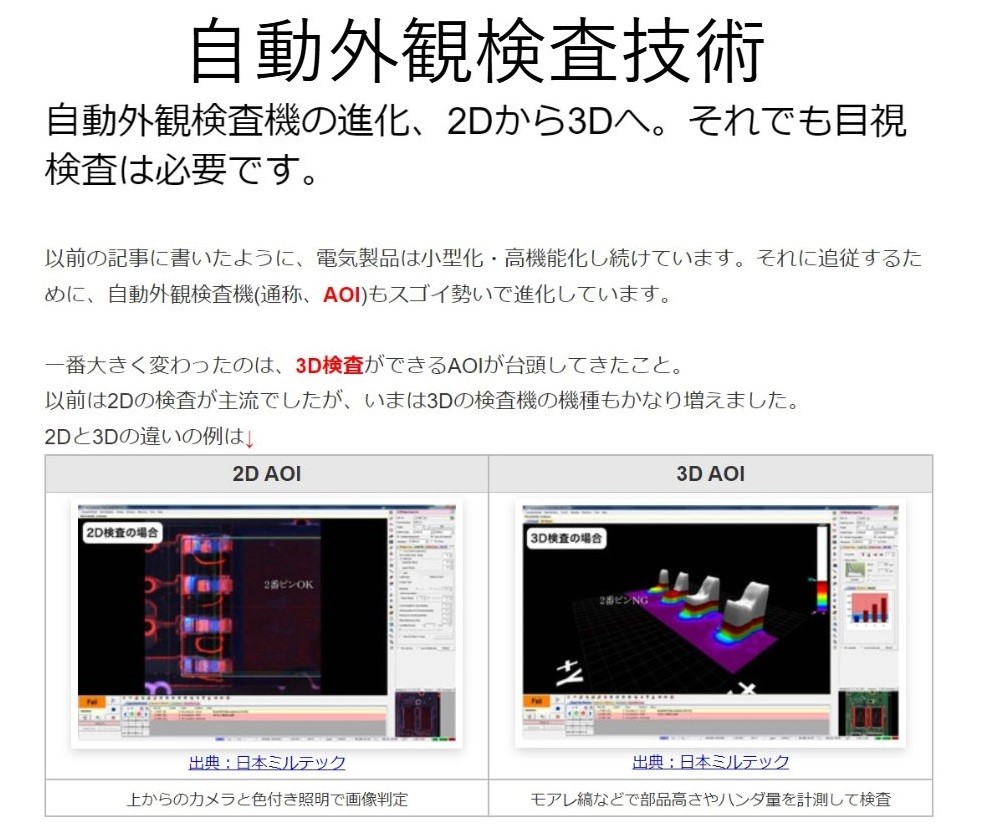 自動外観検査技術
自動外観検査機の進化、2Dから3Dへ。それでも目視
検査は必要です。
以前の記事に書いたように、電気製品は小型化・高機能化し続けています。それに追従するた
めに、自動外観検査機(通称、AOI)もスゴイ勢いで進化しています。
一番大きく変わったのは、3D検査ができるAOIが台頭してきたこと。
以前は2Dの検査が主流でしたが、いまは3Dの検査機の機種もかなり増えました。
2Dと3Dの違いの例は↓
2D AOI
3D AOI
2D検査の場合
2番ピンOK
Fail
3D検査の場合
2番ピンNG
Fail
出典：日本ミルテック
出典：日本ミルテック
上からのカメラと色付き照明で画像判定
モアレ縞などで部品高さやハンダ量を計測して検査